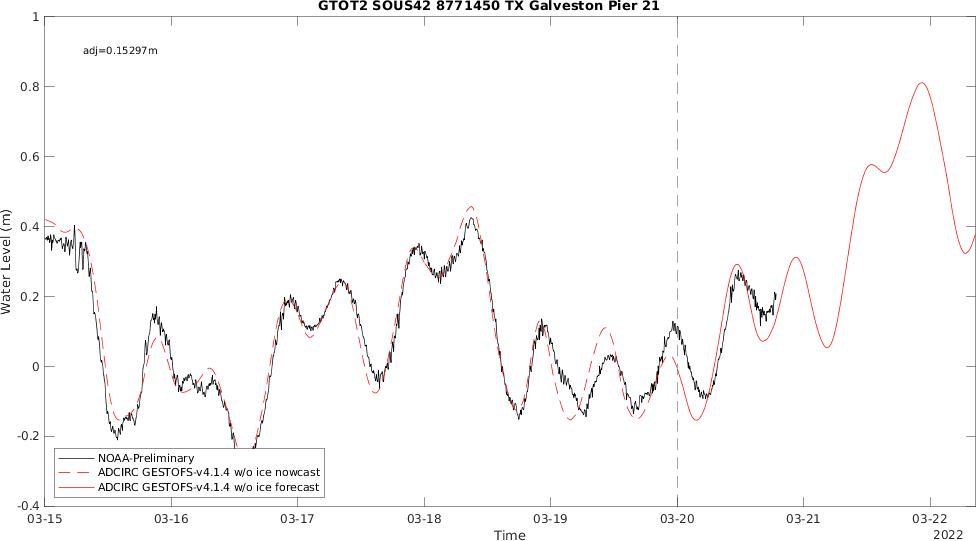 GTOT2 SOUS42 8771450 TX Galveston Pier 21
1
adj=0.15297m
0.8
0.6
0.4
0.2
0
-0.2
-0.4
Water Level (m)
NOAA-Preliminary
ADCIRC GESTOFS-v4.1.4 w/o ice nowcast
ADCIRC GESTOFS-v4.1.4 w/o ice forecast
03-15 03-16 03-17 03-18 03-19 03-20 03-21 03-22
Time
2022